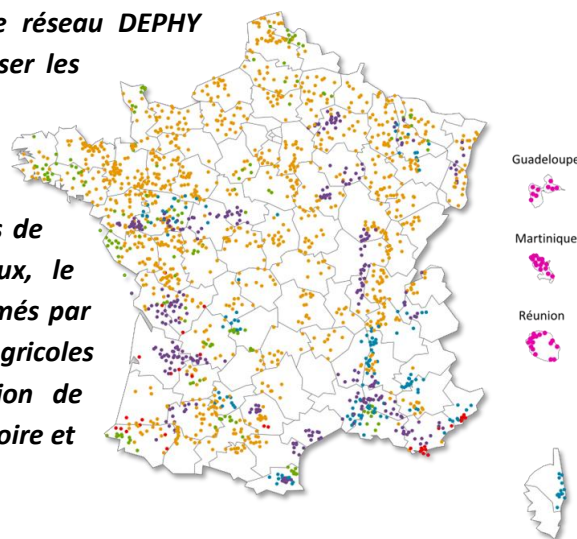 e réseau DEPHY
ser les
s de
ux, le
més par
gricoles
ion de
oire et
Guadeloupe
Martinique
Réunion